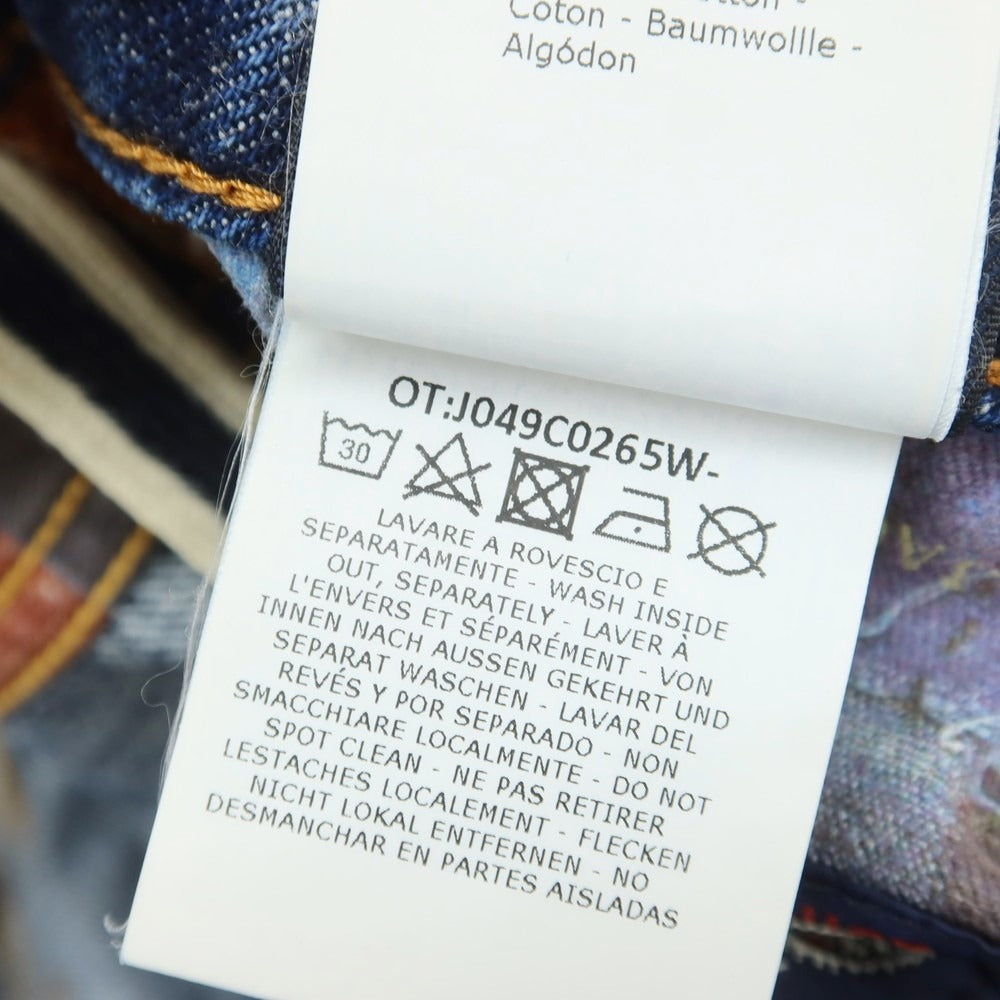 Coton - Baumwollle -
Algódon
OT:J049C0265W-
30
LAVARE A ROVESCIO E
SEPARATAMENTE - WASH INSIDE
OUT, SEPARATELY - LAVER À
L'ENVERS ET SÉPARÉMENT - VON
INNEN NACH AUSSEN GEKEHRT UND
SEPARAT WASCHEN - LAVAR DEL
REVÉS Y POR SEPARADO - NON
SMACCHIARE LOCALMENTE - DO NOT
SPOT CLEAN - NE PAS RETIRER
LESTACHES LOCALEMENT - FLECKEN
NICHT LOKAL ENTFERNEN - NO
DESMANCHAR EN PARTES AISLADAS